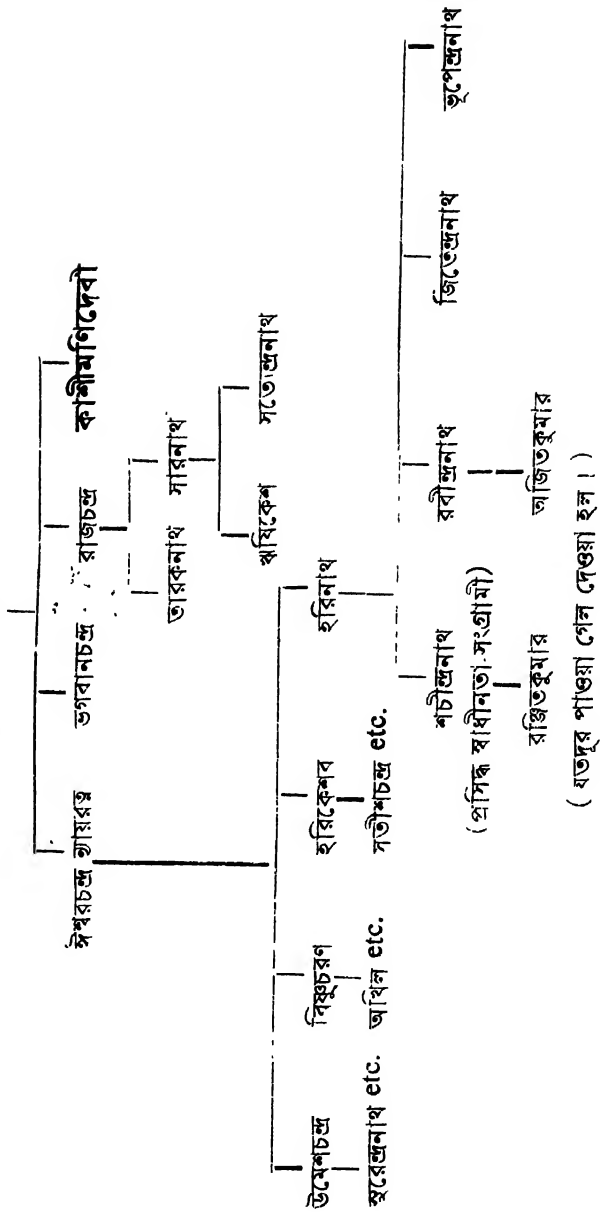 ঈশ্বরচন্দ্র ন্যায়রত্ন ভগবানচন্দ্র রাজচন্দ্র কাশীমণিদেবী
তারকনাথ সারনাথ
ঋষিকেশ সতেন্দ্রনাথ
উমেশচন্দ্র বিষ্ণুচরণ হরিকেশব হরিনাথ
সুরেন্দ্রনাথ etc. অখিল etc. সতীশচন্দ্র etc.
শচীন্দ্রনাথ রবীন্দ্রনাথ জিতেন্দ্রনাথ ভূপেন্দ্রনাথ
(প্রসিদ্ধ স্বাধীনতা-সংগ্রামী)
রঞ্জিতকুমার অজিতকুমার
( যতদূর পাওয়া গেল দেওয়া হল। )